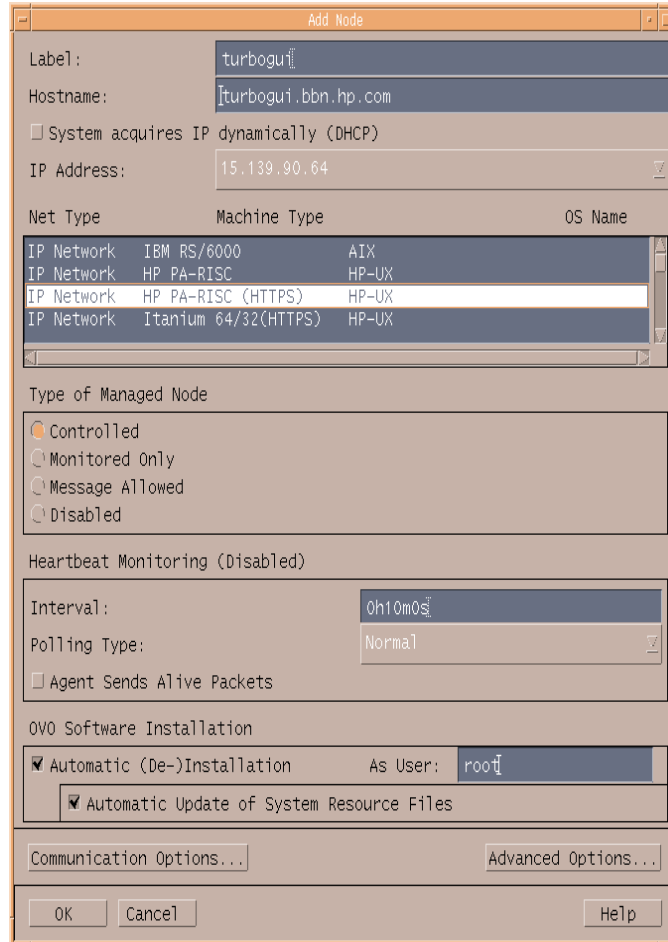 Add Node
Label: turbogui
Hostname: turbogui.bbn.hp.com
System acquires IP dynamically (DHCP)
IP Address: 15.139.90.64
Net Type Machine Type OS Name
IP Network IBM RS/6000 AIX
IP Network HP PA-RISC HP-UX
IP Network HP PA-RISC (HTTPS) HP-UX
IP Network Itanium 64/32(HTTPS) HP-UX
Type of Managed Node
Controlled
Monitored Only
Message Allowed
Disabled
Heartbeat Monitoring (Disabled)
Interval: 0h10m0s
Polling Type: Normal
Agent Sends Alive Packets
OVO Software Installation
Automatic (De-)Installation As User: root
Automatic Update of System Resource Files
Communication Options... Advanced Options...
OK Cancel Help